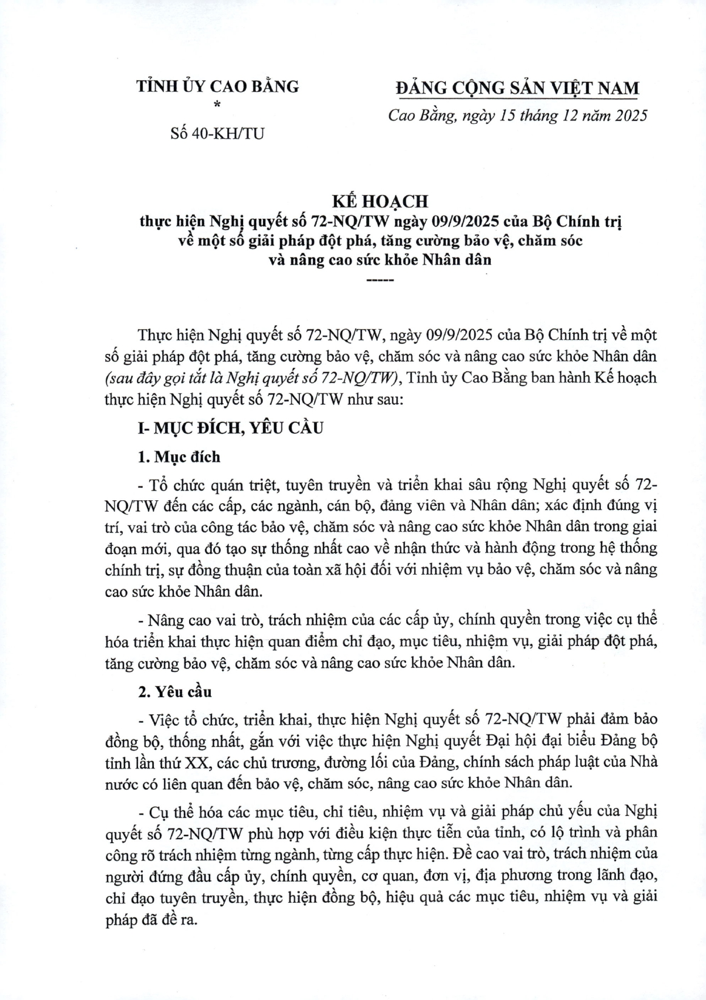 TỈNH ỦY CAO BẰNG
*
Số 40-KH/TU
ĐẢNG CỘNG SẢN VIỆT NAM
Cao Bằng, ngày 15 tháng 12 năm 2025
KẾ HOẠCH
thực hiện Nghị quyết số 72-NQ/TW ngày 09/9/2025 của Bộ Chính trị
về một số giải pháp đột phá, tăng cường bảo vệ, chăm sóc
và nâng cao sức khỏe Nhân dân
-----
Thực hiện Nghị quyết số 72-NQ/TW, ngày 09/9/2025 của Bộ Chính trị về một
số giải pháp đột phá, tăng cường bảo vệ, chăm sóc và nâng cao sức khỏe Nhân dân
(sau đây gọi tắt là Nghị quyết số 72-NQ/TW), Tỉnh ủy Cao Bằng ban hành Kế hoạch
thực hiện Nghị quyết số 72-NQ/TW như sau:
I- MỤC ĐÍCH, YÊU CẦU
1. Mục đích
- Tổ chức quán triệt, tuyên truyền và triển khai sâu rộng Nghị quyết số 72-
NQ/TW đến các cấp, các ngành, cán bộ, đảng viên và Nhân dân; xác định đúng vị
trí, vai trò của công tác bảo vệ, chăm sóc và nâng cao sức khỏe Nhân dân trong giai
đoạn mới, qua đó tạo sự thống nhất cao về nhận thức và hành động trong hệ thống
chính trị, sự đồng thuận của toàn xã hội đối với nhiệm vụ bảo vệ, chăm sóc và nâng
cao sức khỏe Nhân dân.
- Nâng cao vai trò, trách nhiệm của các cấp ủy, chính quyền trong việc cụ thể
hóa triển khai thực hiện quan điểm chỉ đạo, mục tiêu, nhiệm vụ, giải pháp đột phá,
tăng cường bảo vệ, chăm sóc và nâng cao sức khỏe Nhân dân.
2. Yêu cầu
- Việc tổ chức, triển khai, thực hiện Nghị quyết số 72-NQ/TW phải đảm bảo
đồng bộ, thống nhất, gắn với việc thực hiện Nghị quyết Đại hội đại biểu Đảng bộ
tỉnh lần thứ XX, các chủ trương, đường lối của Đảng, chính sách pháp luật của Nhà
nước có liên quan đến bảo vệ, chăm sóc, nâng cao sức khỏe Nhân dân.
- Cụ thể hóa các mục tiêu, chỉ tiêu, nhiệm vụ và giải pháp chủ yếu của Nghị
quyết số 72-NQ/TW phù hợp với điều kiện thực tiễn của tỉnh, có lộ trình và phân
công rõ trách nhiệm từng ngành, từng cấp thực hiện. Đề cao vai trò, trách nhiệm của
người đứng đầu cấp ủy, chính quyền, cơ quan, đơn vị, địa phương trong lãnh đạo,
chỉ đạo tuyên truyền, thực hiện đồng bộ, hiệu quả các mục tiêu, nhiệm vụ và giải
pháp đã đề ra.